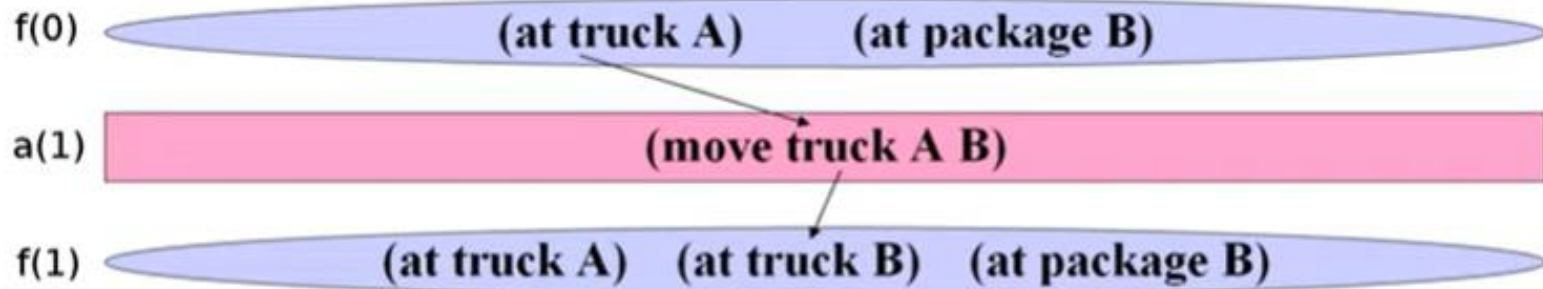 f(0) (at truck A) (at package B)
a(1) (move truck A B)
f(1) (at truck A) (at truck B) (at package B)